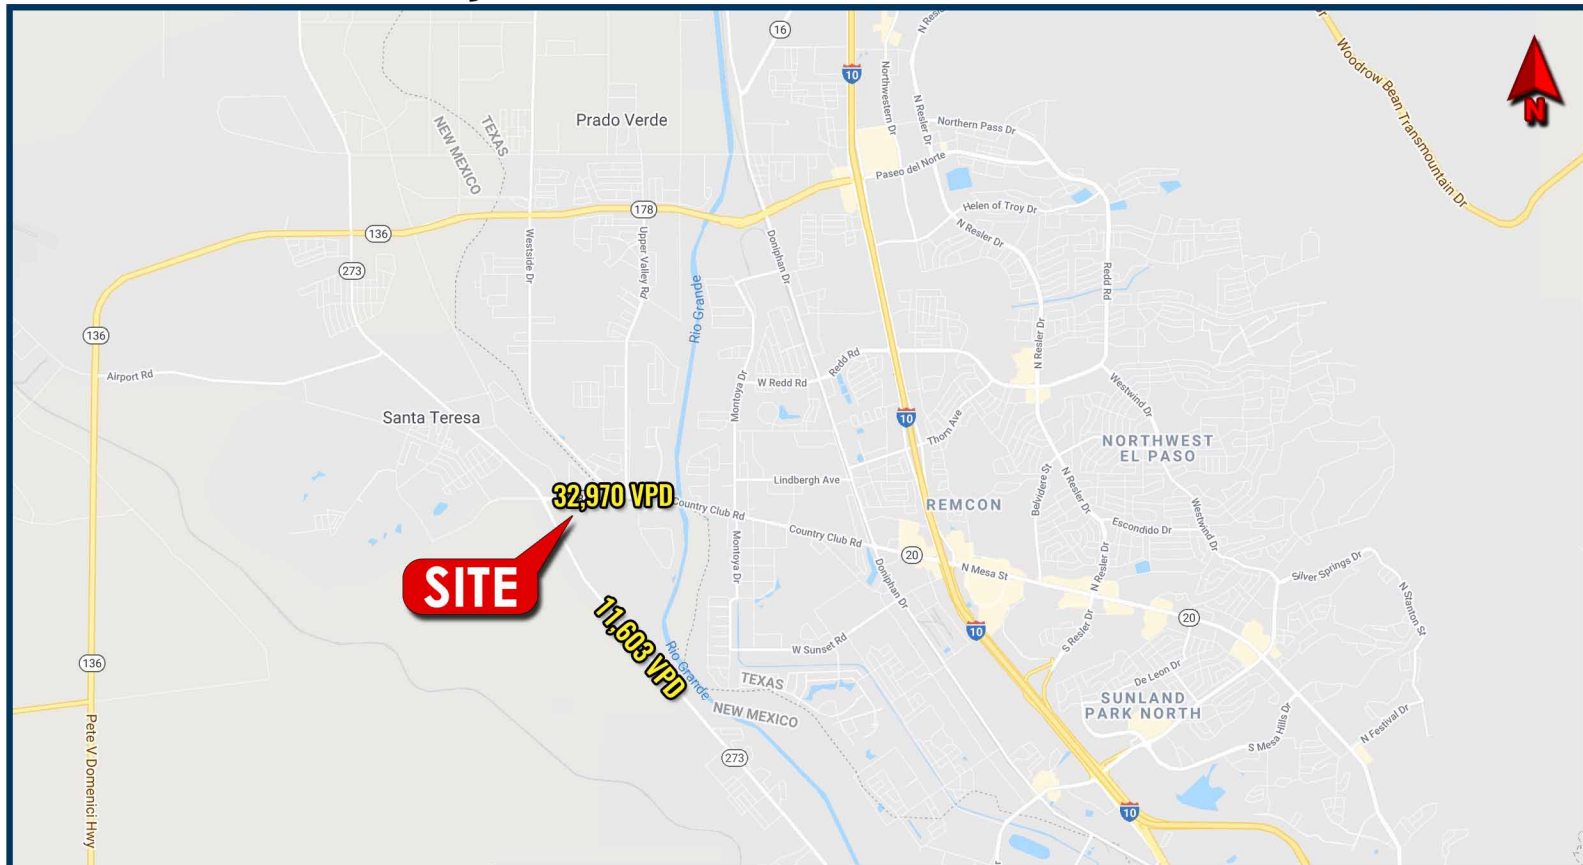 16
10
N Resler Dr
Northwestern Dr
Woodrow Bean Transmountain Dr
N
Prado Verde
TEXAS
NEW MEXICO
N Resler Dr
Northern Pass Dr
Paseo del Norte
136
178
273
Westside Dr
Upper Valley Rd
Rio Grande
Doniphan Dr
Helen of Troy Dr
N Resler Dr
Redd Rd
136
Airport Rd
Santa Teresa
Montoya Dr
W Redd Rd
Redd Rd
N Resler Dr
Westwind Dr
10
Thorn Ave
NORTHWEST
EL PASO
Lindbergh Ave
Belvidere St
N Resler Dr
REMCON
32,970 VPD
Country Club Rd
Country Club Rd
Montoya Dr
Escondido Dr
Westwind Dr
20
N Mesa St
N Resler Dr
Silver Springs Dr
N Stanton St
SITE
11,603 VPD
Doniphan Dr
10
20
W Sunset Rd
S Resler Dr
De Leon Dr
136
Rio Grande
TEXAS
NEW MEXICO
SUNLAND
PARK NORTH
S Mesa Hills Dr
N Festival Dr
273
Pete V Domenici Hwy
10